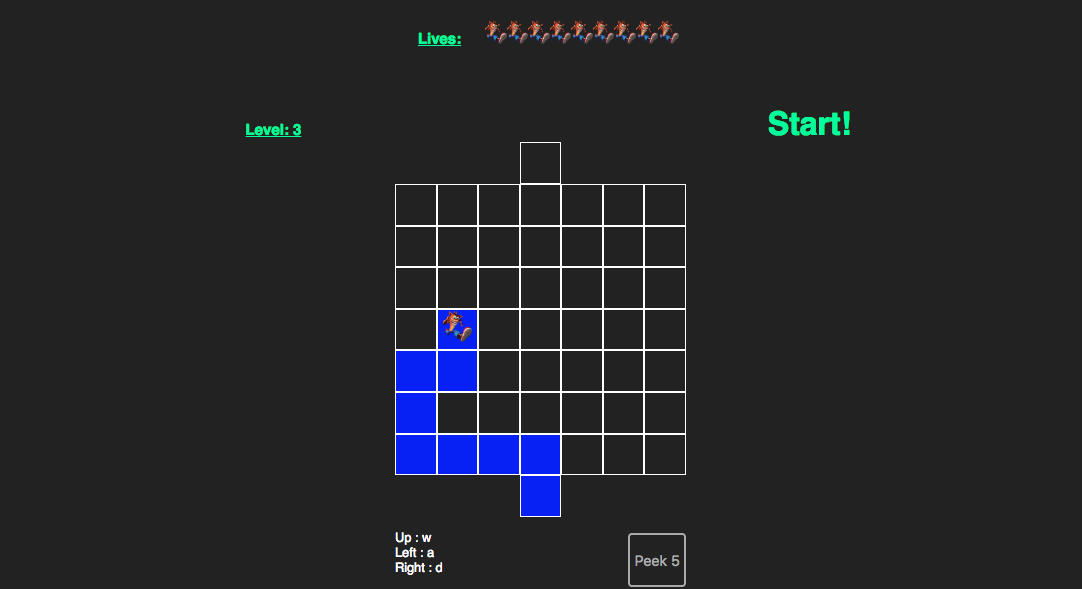 Lives:
Level: 3
Start!
Up : w
Left : a
Right : d
Peek 5